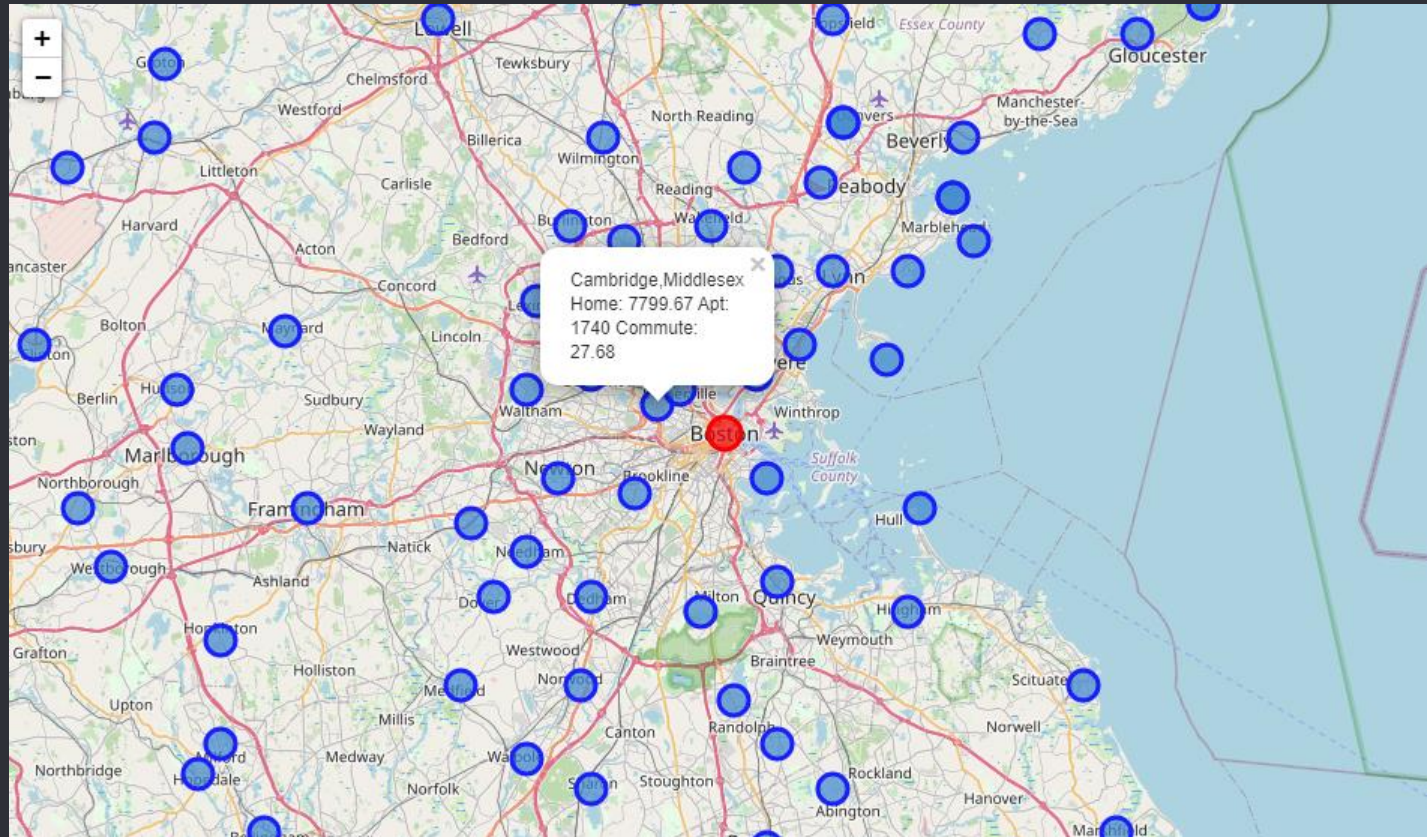 +
−
Lowell
Topsfield
Essex County
Gloucester
Groton
Tewksbury
Chelmsford
Westford
North Reading
Danvers
Manchester-
by-the-Sea
Billerica
Wilmington
Beverly
Littleton
Carlisle
Reading
Peabody
Harvard
Burlington
Wakefield
Marblehead
Bedford
Acton
Concord
Lynn
×
Cambridge,Middlesex
Home: 7799.67 Apt:
1740 Commute:
27.68
Bolton
Maynard
Lincoln
Clinton
Berlin
Hudson
Sudbury
Waltham
Winthrop
Wayland
Boston
Marlborough
Newton
Brookline
Suffolk
County
Northborough
Framingham
Hull
Natick
Needham
Westborough
Ashland
Dover
Dedham
Milton
Quincy
Hingham
Hopkinton
Weymouth
Grafton
Westwood
Braintree
Holliston
Medfield
Norwood
Scituate
Upton
Millis
Randolph
Norwell
Canton
Milford
Medway
Walpole
Northbridge
Hopedale
Norfolk
Sharon
Stoughton
Rockland
Abington
Hanover
Marshfield